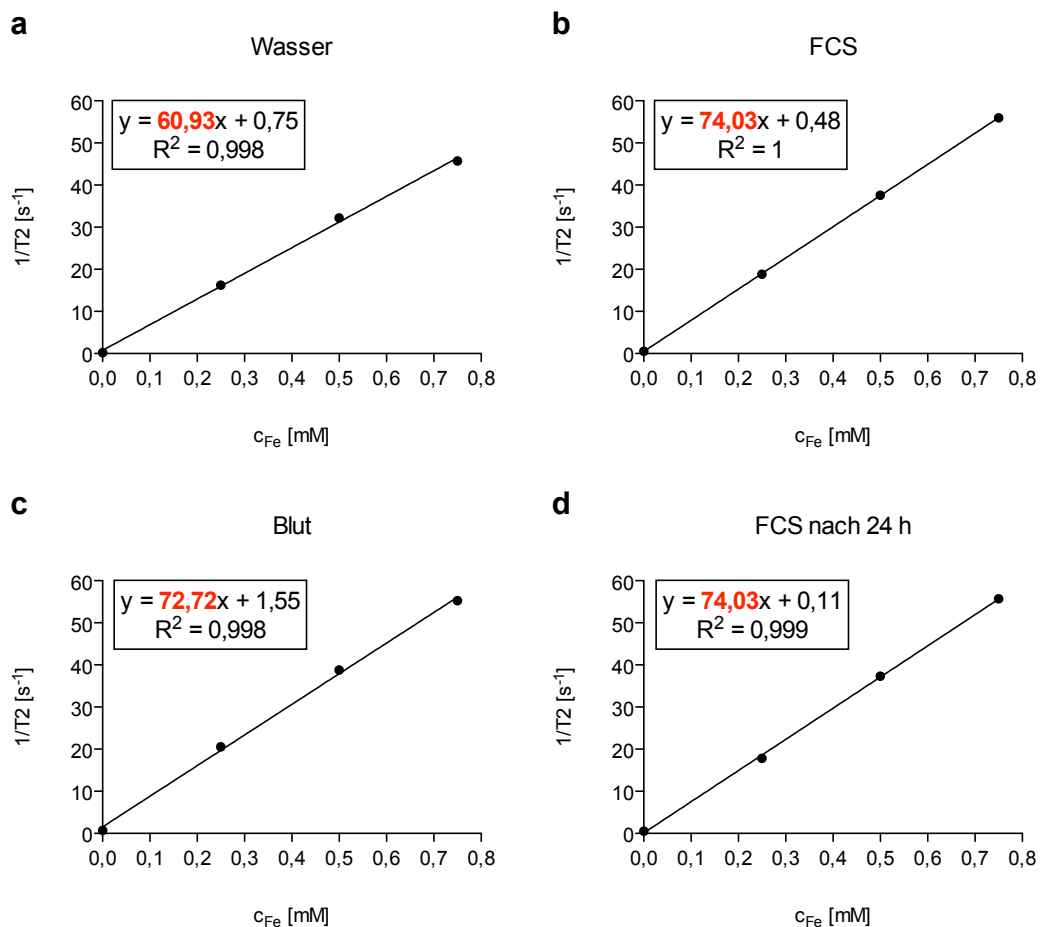 a
Wasser
y = 60,93x + 0,75
R² = 0,998
60
50
40
30
20
10
0
1/T2 [s⁻¹]
0,0 0,1 0,2 0,3 0,4 0,5 0,6 0,7 0,8
c_Fe [mM]
b
FCS
y = 74,03x + 0,48
R² = 1
60
50
40
30
20
10
0
1/T2 [s⁻¹]
0,0 0,1 0,2 0,3 0,4 0,5 0,6 0,7 0,8
c_Fe [mM]
c
Blut
y = 72,72x + 1,55
R² = 0,998
60
50
40
30
20
10
0
1/T2 [s⁻¹]
0,0 0,1 0,2 0,3 0,4 0,5 0,6 0,7 0,8
c_Fe [mM]
d
FCS nach 24 h
y = 74,03x + 0,11
R² = 0,999
60
50
40
30
20
10
0
1/T2 [s⁻¹]
0,0 0,1 0,2 0,3 0,4 0,5 0,6 0,7 0,8
c_Fe [mM]